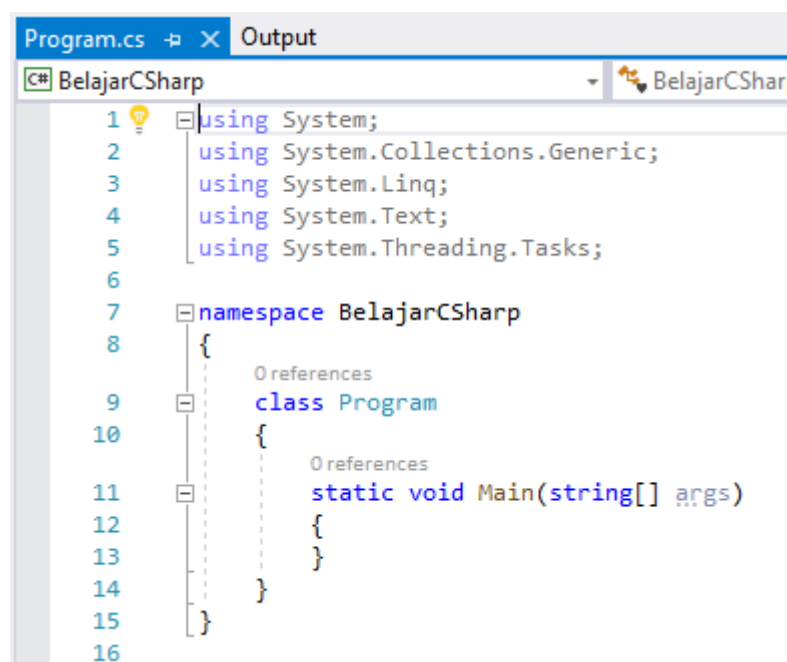 Program.cs Output
C# BelajarCSharp BelajarCShar
1 using System;
2 using System.Collections.Generic;
3 using System.Linq;
4 using System.Text;
5 using System.Threading.Tasks;
6
7 namespace BelajarCSharp
8 {
0 references
9 class Program
10 {
0 references
11 static void Main(string[] args)
12 {
13 }
14 }
15 }
16